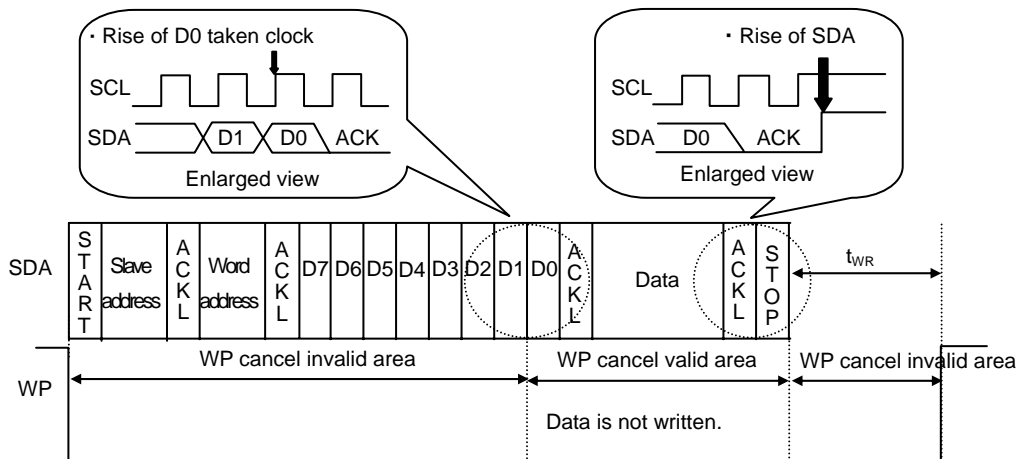 ・Rise of D0 taken clock
SCL
SDA D1 D0 ACK
Enlarged view
・Rise of SDA
SCL
SDA D0 ACK
Enlarged view
SDA START Slave address ACKL Word address ACKL D7 D6 D5 D4 D3 D2 D1 D0 ACKL Data ACKL STOP tWR
WP cancel invalid area WP cancel valid area WP cancel invalid area
WP
Data is not written.